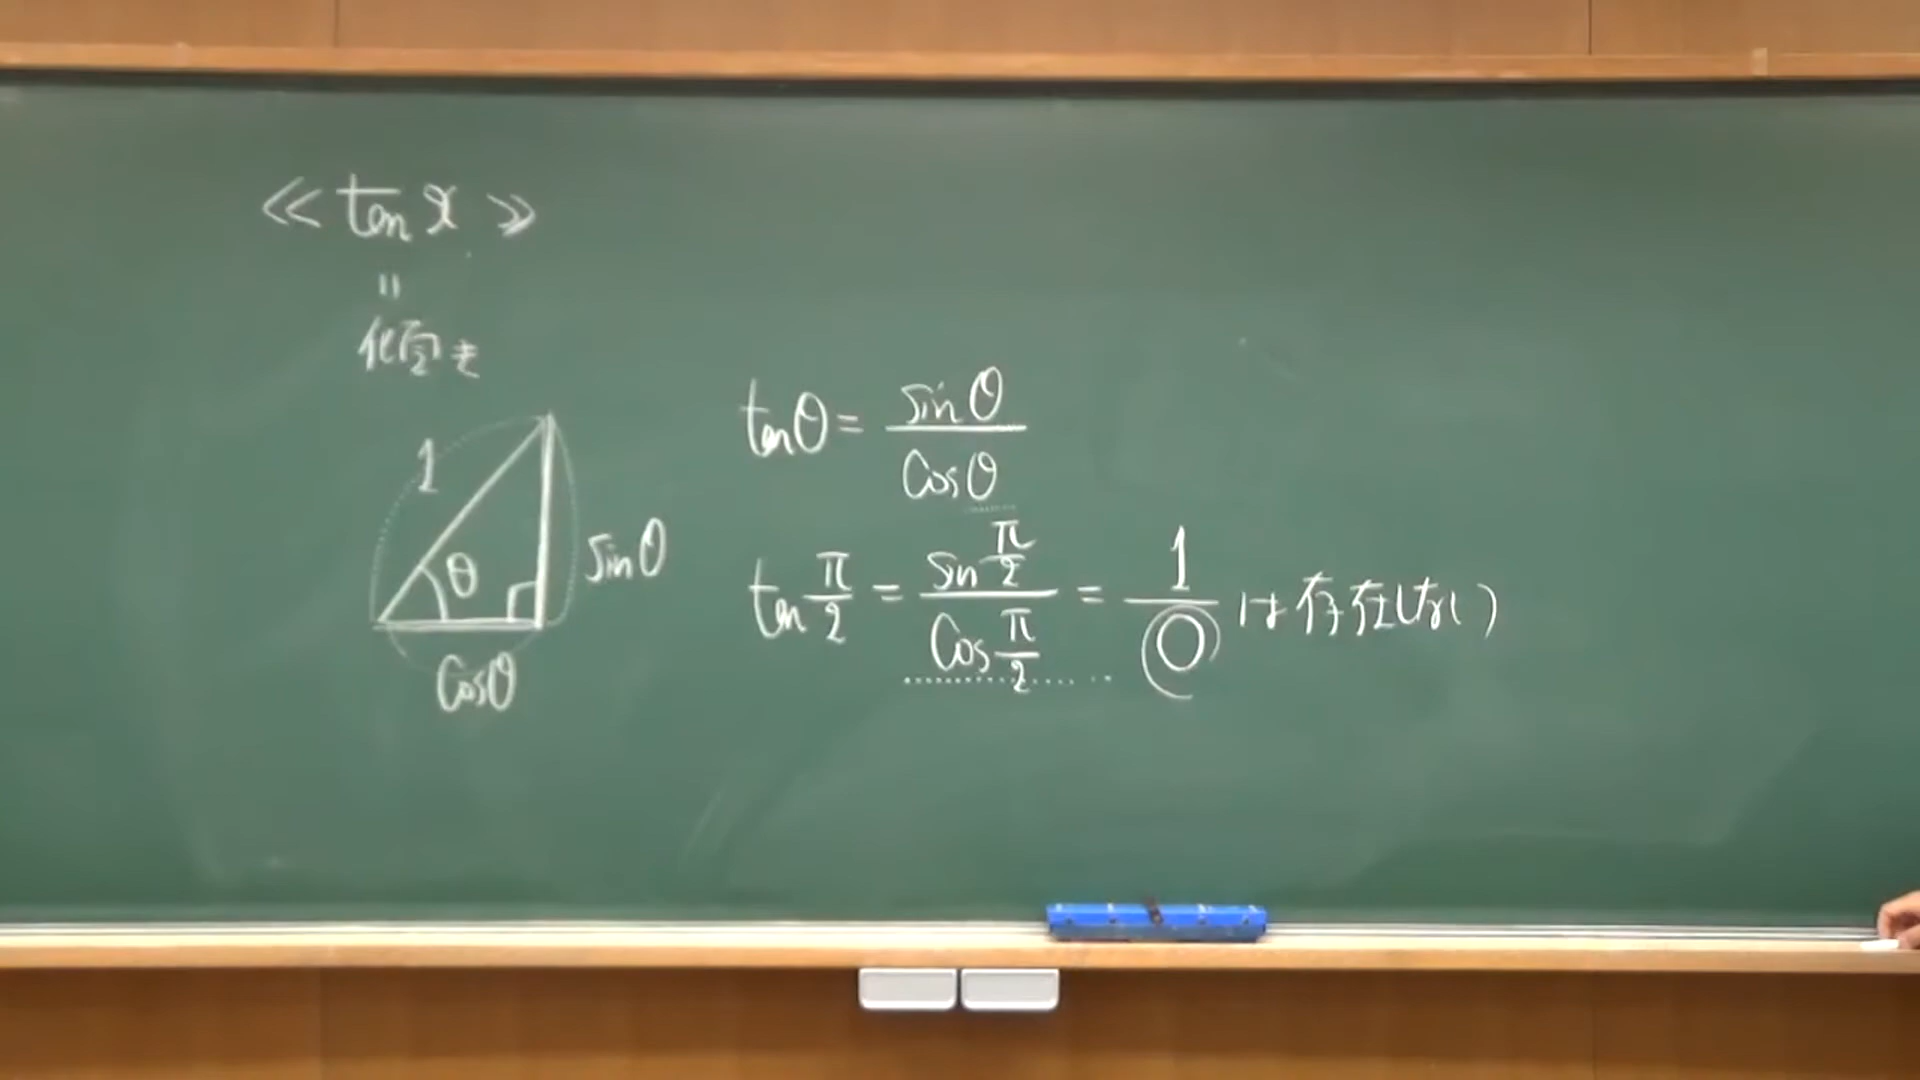 ≪ tan x ≫
=
傾き
1
θ
sinθ
cosθ
tanθ = sinθ / cosθ
tan π/2 = sin π/2 / cos π/2 = 1/0 は存在しない